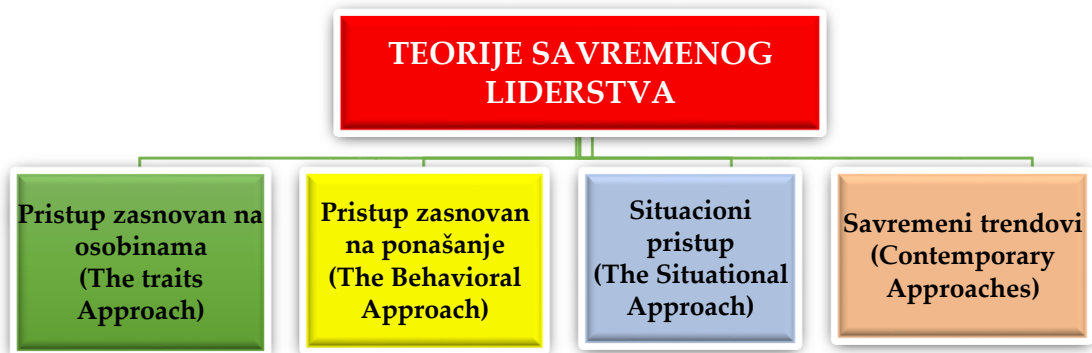 TEORIJE SAVREMENOG
LIDERSTVA
Pristup zasnovan na
osobinama
(The traits
Approach)
Pristup zasnovan
na ponašanje
(The Behavioral
Approach)
Situacioni
pristup
(The Situational
Approach)
Savremeni trendovi
(Contemporary
Approaches)